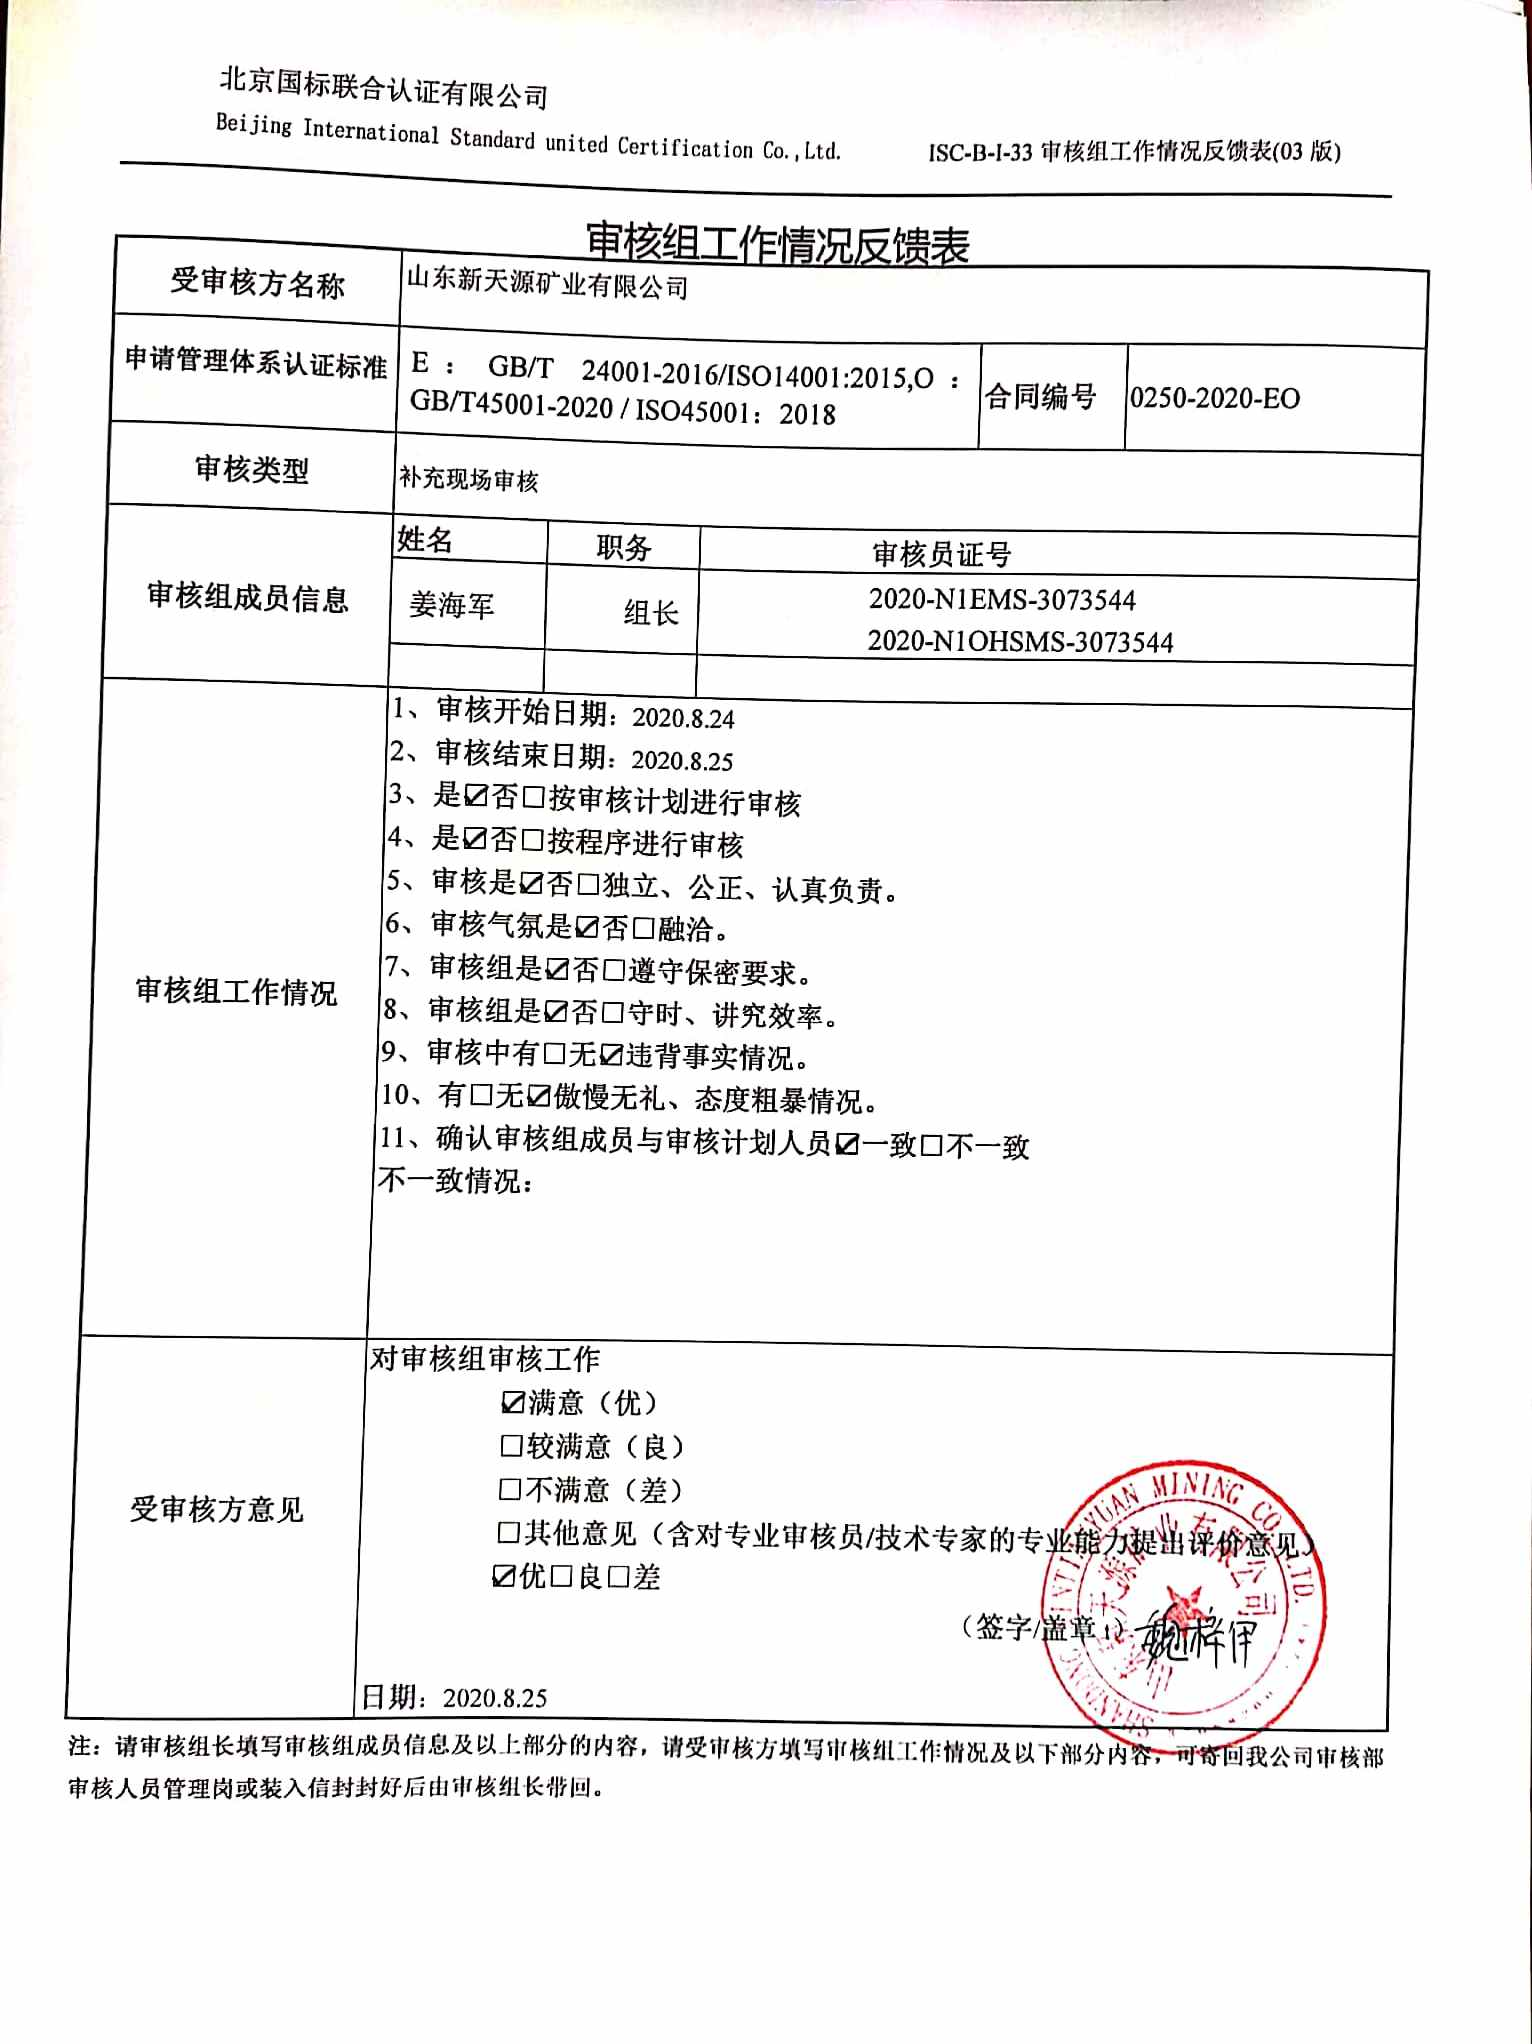 北京国标联合认证有限公司
Beijing International Standard united Certification Co.,Ltd.
ISC-B-I-33 审核组工作情况反馈表(03 版)
审核组工作情况反馈表
受审核方名称
山东新天源矿业有限公司
申请管理体系认证标准
E : GB/T 24001-2016/ISO14001:2015,O :
GB/T45001-2020 / ISO45001：2018
合同编号
0250-2020-EO
审核类型
补充现场审核
审核组成员信息
姓名 职务 审核员证号
姜海军 组长 2020-N1EMS-3073544
2020-N1OHSMS-3073544
审核组工作情况
1、审核开始日期：2020.8.24
2、审核结束日期：2020.8.25
3、是☑否☐按审核计划进行审核
4、是☑否☐按程序进行审核
5、审核是☑否☐独立、公正、认真负责。
6、审核气氛是☑否☐融洽。
7、审核组是☑否☐遵守保密要求。
8、审核组是☑否☐守时、讲究效率。
9、审核中有☐无☑违背事实情况。
10、有☐无☑傲慢无礼、态度粗暴情况。
11、确认审核组成员与审核计划人员☑一致☐不一致
不一致情况：
受审核方意见
对审核组审核工作
☑满意（优）
☐较满意（良）
☐不满意（差）
☐其他意见（含对专业审核员/技术专家的专业能力提出评价意见）
☑优☐良☐差
（签字/盖章）
日期：2020.8.25
注：请审核组长填写审核组成员信息及以上部分的内容，请受审核方填写审核组工作情况及以下部分内容，可寄回我公司审核部
审核人员管理岗或装入信封封好后由审核组长带回。